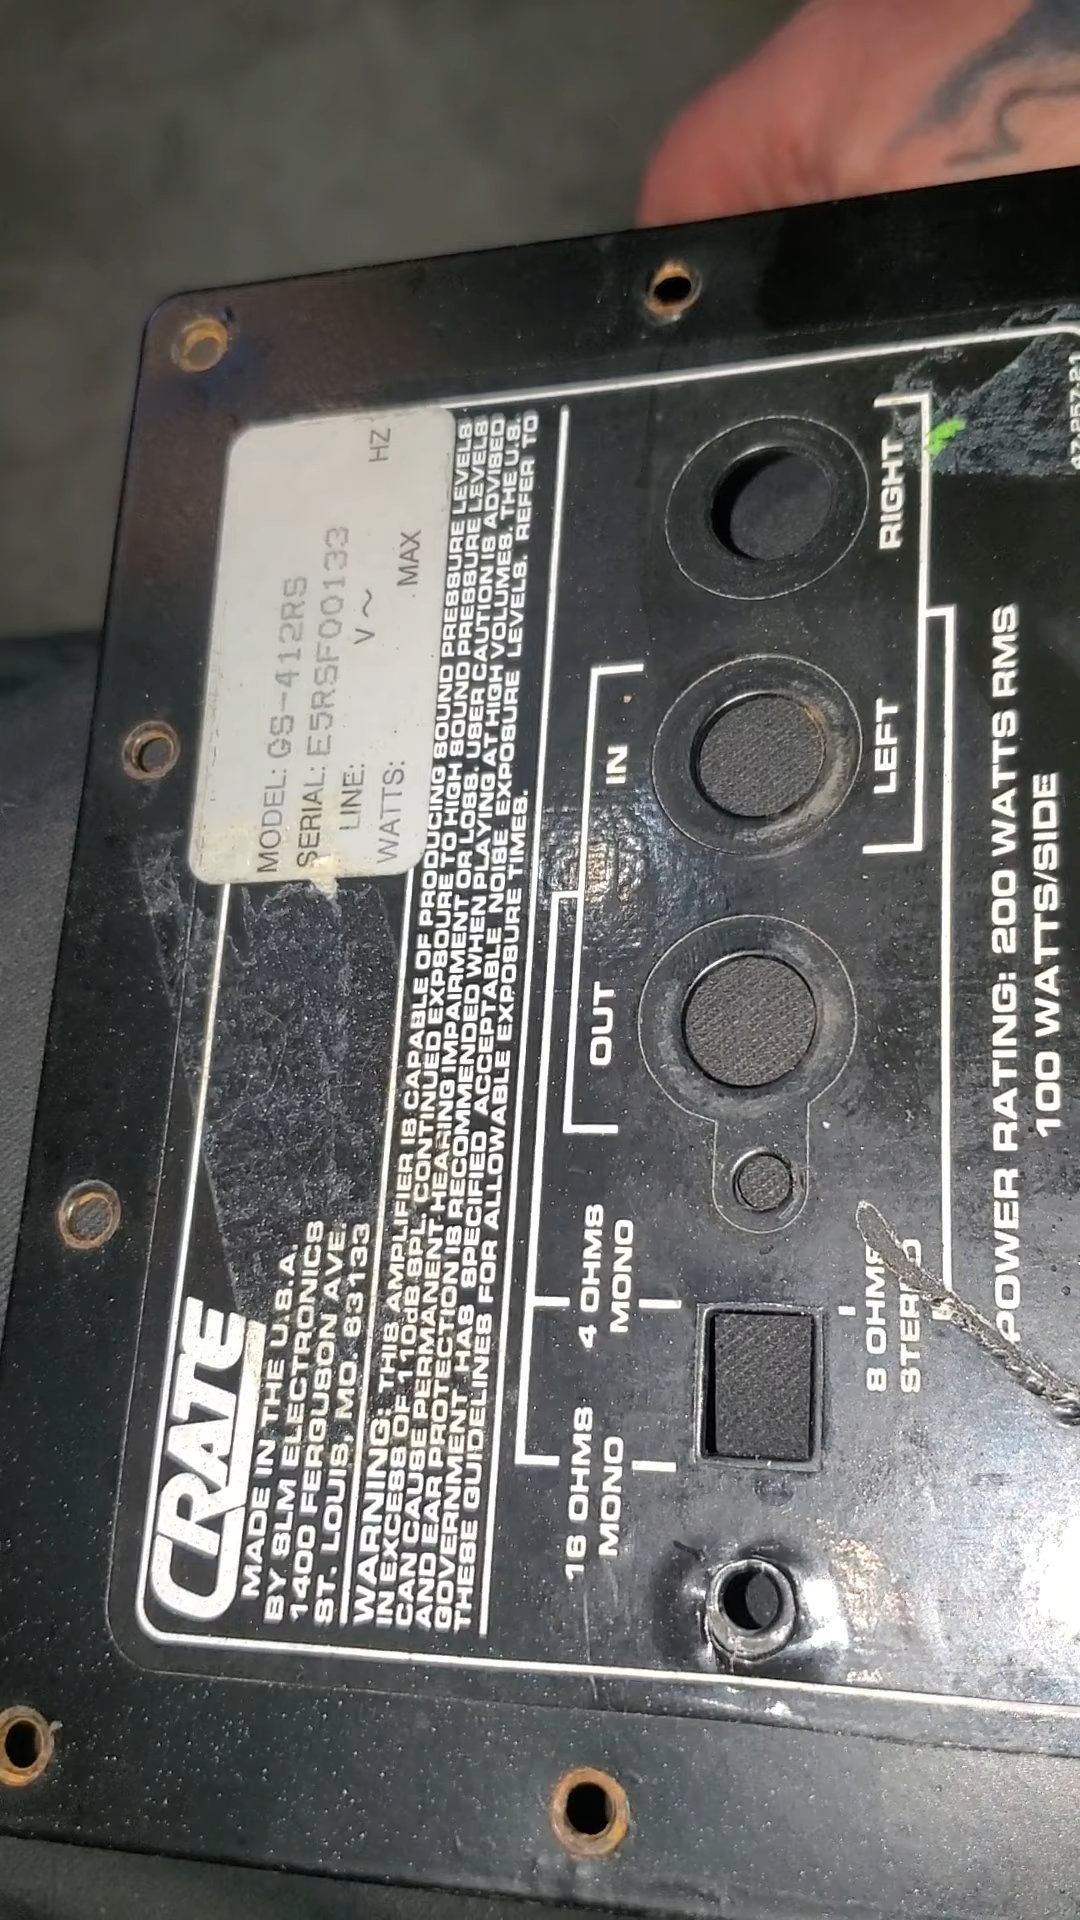 CRATE
MADE IN THE U.S.A.
BY SLM ELECTRONICS
1400 FERGUSON AVE.
ST. LOUIS, MO. 63133
MODEL: GS-412RS
SERIAL: E5RSF00133
LINE: V ~ HZ
WATTS: MAX
WARNING: THIS AMPLIFIER IS CAPABLE OF PRODUCING SOUND PRESSURE LEVELS
IN EXCESS OF 110dB SPL. CONTINUED EXPSOURE TO HIGH SOUND PRESSURE LEVELS
CAN CAUSE PERMANENT HEARING IMPAIRMENT OR LOSS. USER CAUTION IS ADVISED
AND EAR PROTECTION IS RECOMMENDED WHEN PLAYING AT HIGH VOLUMES. THE U.S.
GOVERNMENT HAS SPECIFIED ACCEPTABLE NOISE EXPOSURE LEVELS. REFER TO
THESE GUIDELINES FOR ALLOWABLE EXPOSURE TIMES.
16 OHMS
MONO
4 OHMS
MONO
OUT
IN
8 OHMS
STEREO
LEFT
RIGHT
POWER RATING: 200 WATTS RMS
100 WATTS/SIDE